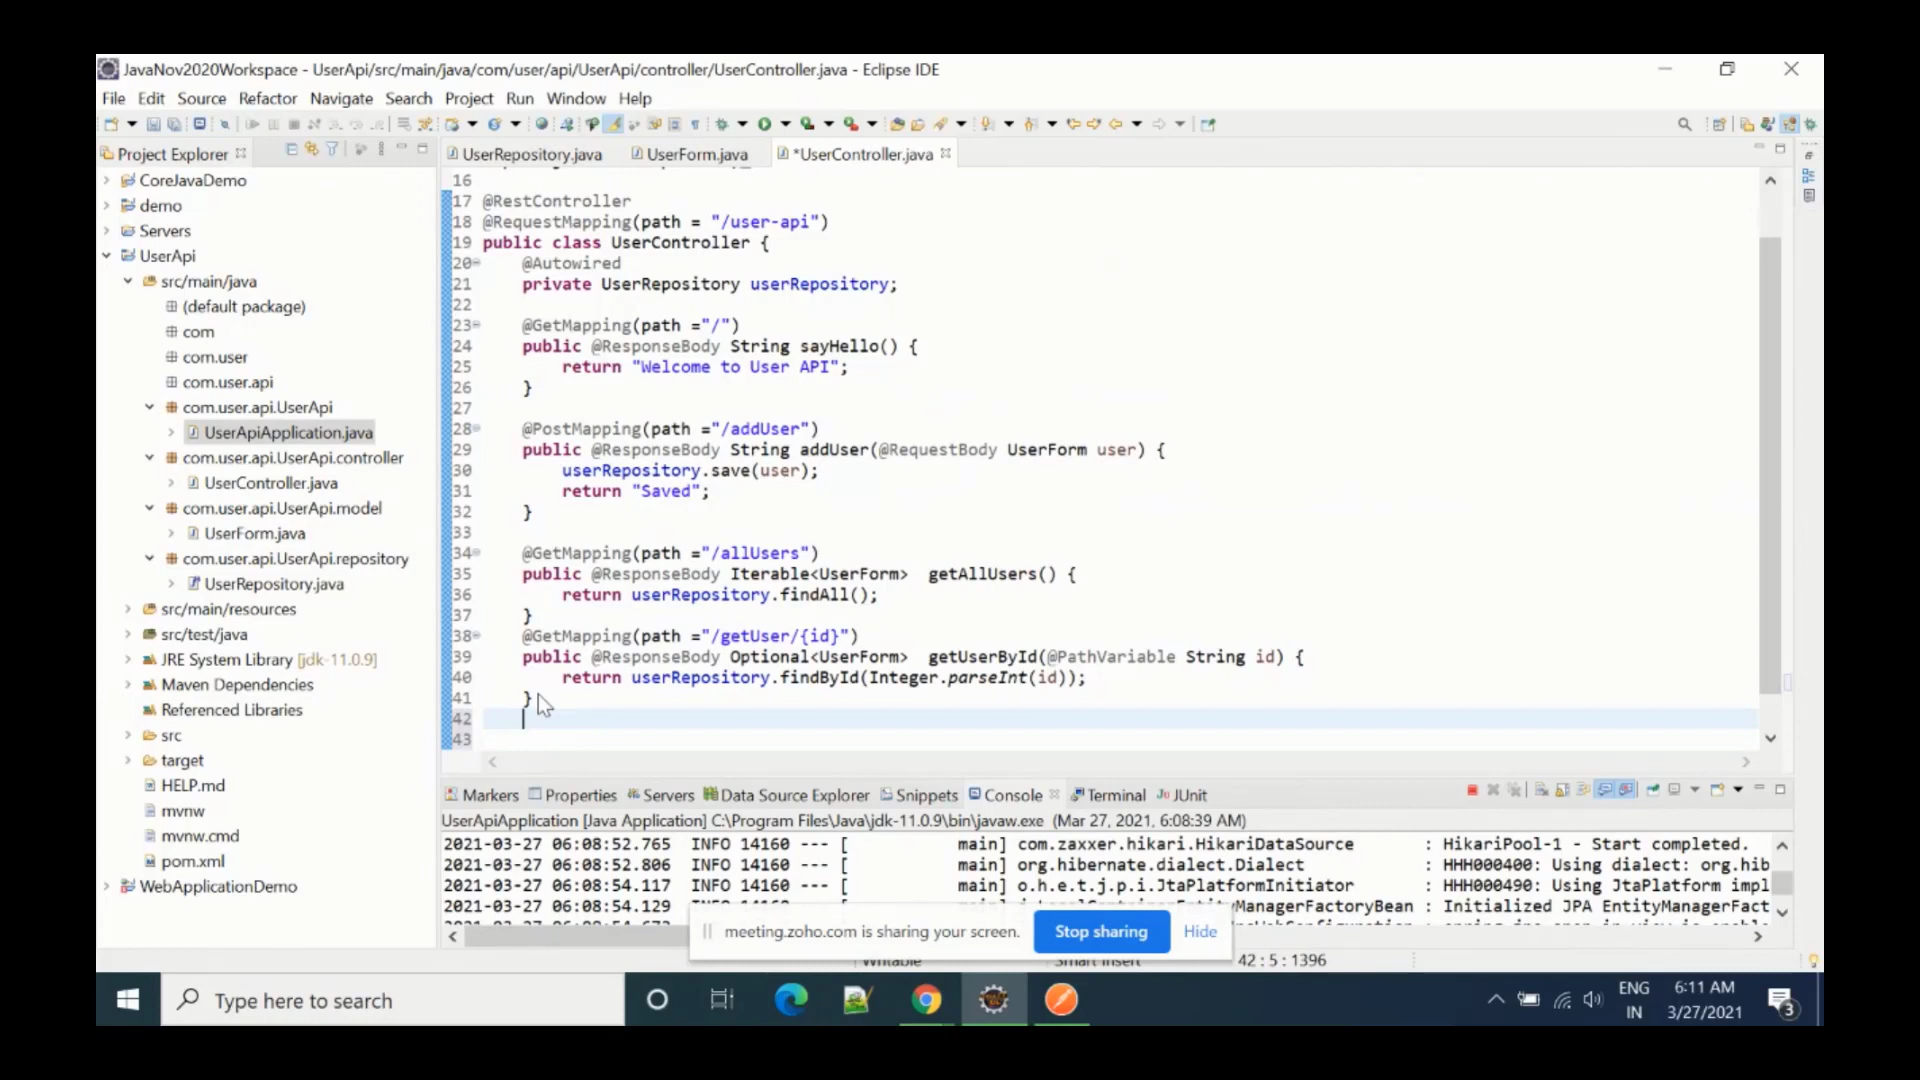 JavaNov2020Workspace - UserApi/src/main/java/com/user/api/UserApi/controller/UserController.java - Eclipse IDE
File Edit Source Refactor Navigate Search Project Run Window Help
Project Explorer
CoreJavaDemo
demo
Servers
UserApi
src/main/java
(default package)
com
com.user
com.user.api
com.user.api.UserApi
UserApiApplication.java
com.user.api.UserApi.controller
UserController.java
com.user.api.UserApi.model
UserForm.java
com.user.api.UserApi.repository
UserRepository.java
src/main/resources
src/test/java
JRE System Library [jdk-11.0.9]
Maven Dependencies
Referenced Libraries
src
target
HELP.md
mvnw
mvnw.cmd
pom.xml
WebApplicationDemo
UserRepository.java UserForm.java *UserController.java
16
17 @RestController
18 @RequestMapping(path = "/user-api")
19 public class UserController {
20 @Autowired
21 private UserRepository userRepository;
22
23 @GetMapping(path ="/")
24 public @ResponseBody String sayHello() {
25 return "Welcome to User API";
26 }
27
28 @PostMapping(path ="/addUser")
29 public @ResponseBody String addUser(@RequestBody UserForm user) {
30 userRepository.save(user);
31 return "Saved";
32 }
33
34 @GetMapping(path ="/allUsers")
35 public @ResponseBody Iterable<UserForm> getAllUsers() {
36 return userRepository.findAll();
37 }
38 @GetMapping(path ="/getUser/{id}")
39 public @ResponseBody Optional<UserForm> getUserById(@PathVariable String id) {
40 return userRepository.findById(Integer.parseInt(id));
41 }
42
43
Markers Properties Servers Data Source Explorer Snippets Console Terminal JUnit
UserApiApplication [Java Application] C:\Program Files\Java\jdk-11.0.9\bin\javaw.exe (Mar 27, 2021, 6:08:39 AM)
2021-03-27 06:08:52.765 INFO 14160 --- [ main] com.zaxxer.hikari.HikariDataSource : HikariPool-1 - Start completed.
2021-03-27 06:08:52.806 INFO 14160 --- [ main] org.hibernate.dialect.Dialect : HHH000400: Using dialect: org.hib
2021-03-27 06:08:54.117 INFO 14160 --- [ main] o.h.e.t.j.p.i.JtaPlatformInitiator : HHH000490: Using JtaPlatform impl
2021-03-27 06:08:54.129 INFO 14160 --- [ main] j.LocalContainerEntityManagerFactoryBean : Initialized JPA EntityManagerFact
meeting.zoho.com is sharing your screen. Stop sharing Hide
Writable Smart Insert 42 : 5 : 1396
Type here to search
ENG
IN
6:11 AM
3/27/2021
3